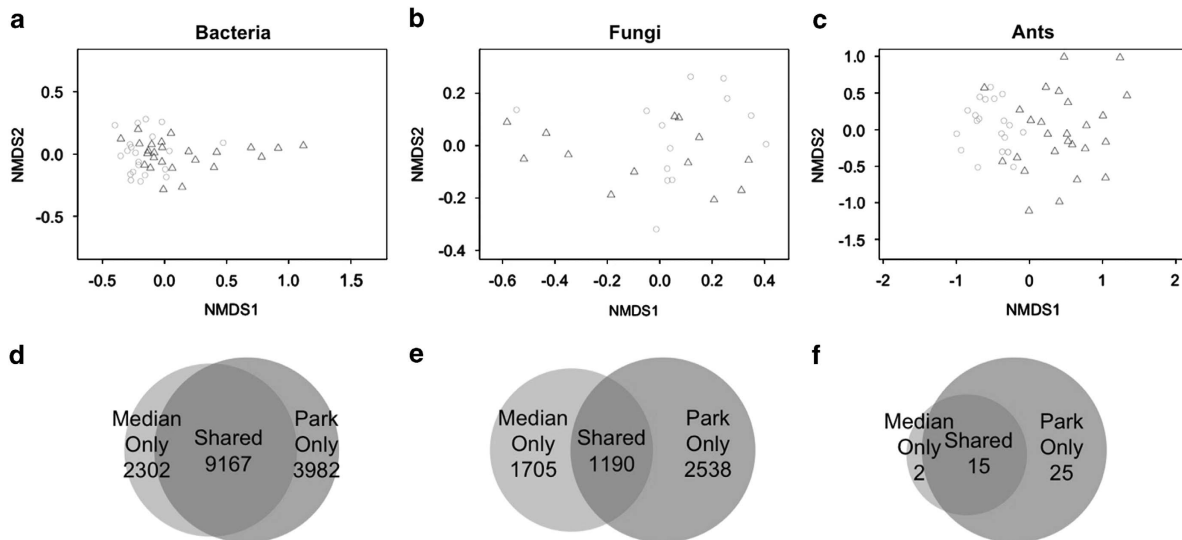 a
Bacteria
0.5
0.0
-0.5
NMDS2
-0.5
0.0
0.5
1.0
1.5
NMDS1
b
Fungi
0.2
0.0
-0.2
-0.4
NMDS2
-0.6
-0.4
-0.2
0.0
0.2
0.4
NMDS1
c
Ants
1.0
0.5
0.0
-0.5
-1.0
-1.5
NMDS2
-2
-1
0
1
2
NMDS1
d
Median
Only
2302
Shared
9167
Park
Only
3982
e
Median
Only
1705
Shared
1190
Park
Only
2538
f
Median
Only
2
Shared
15
Park
Only
25